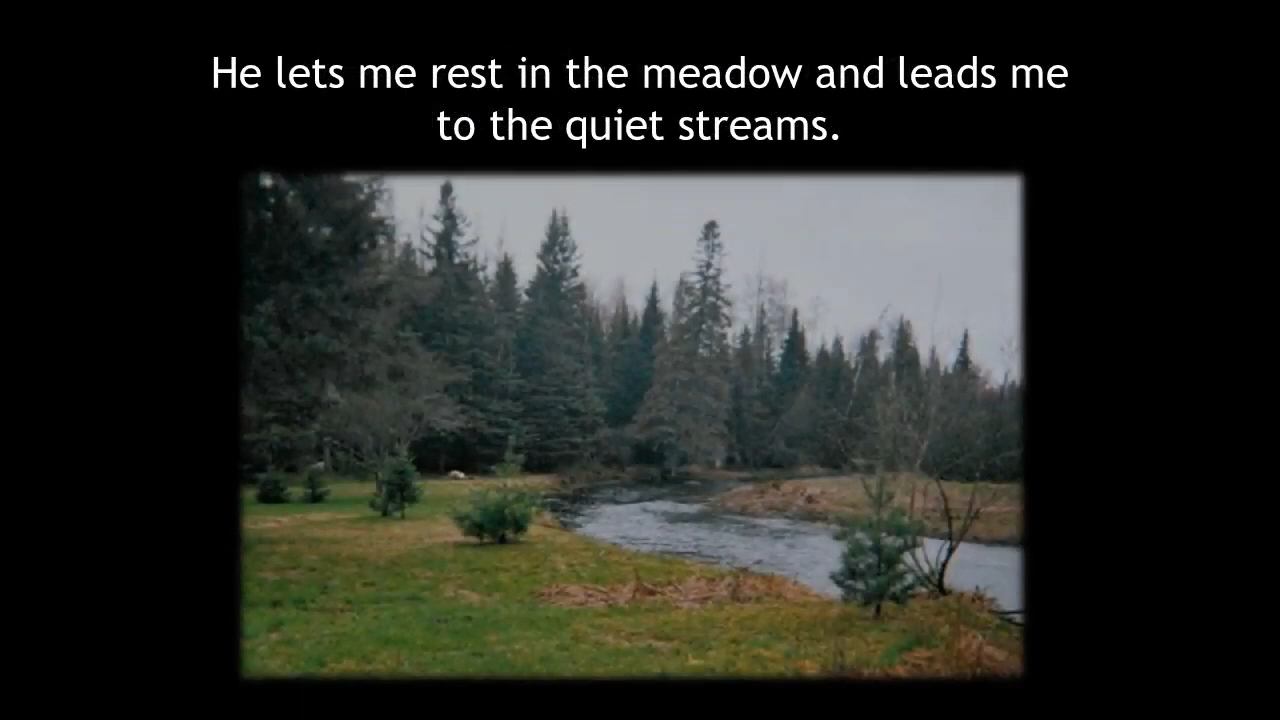 He lets me rest in the meadow and leads me
to the quiet streams.